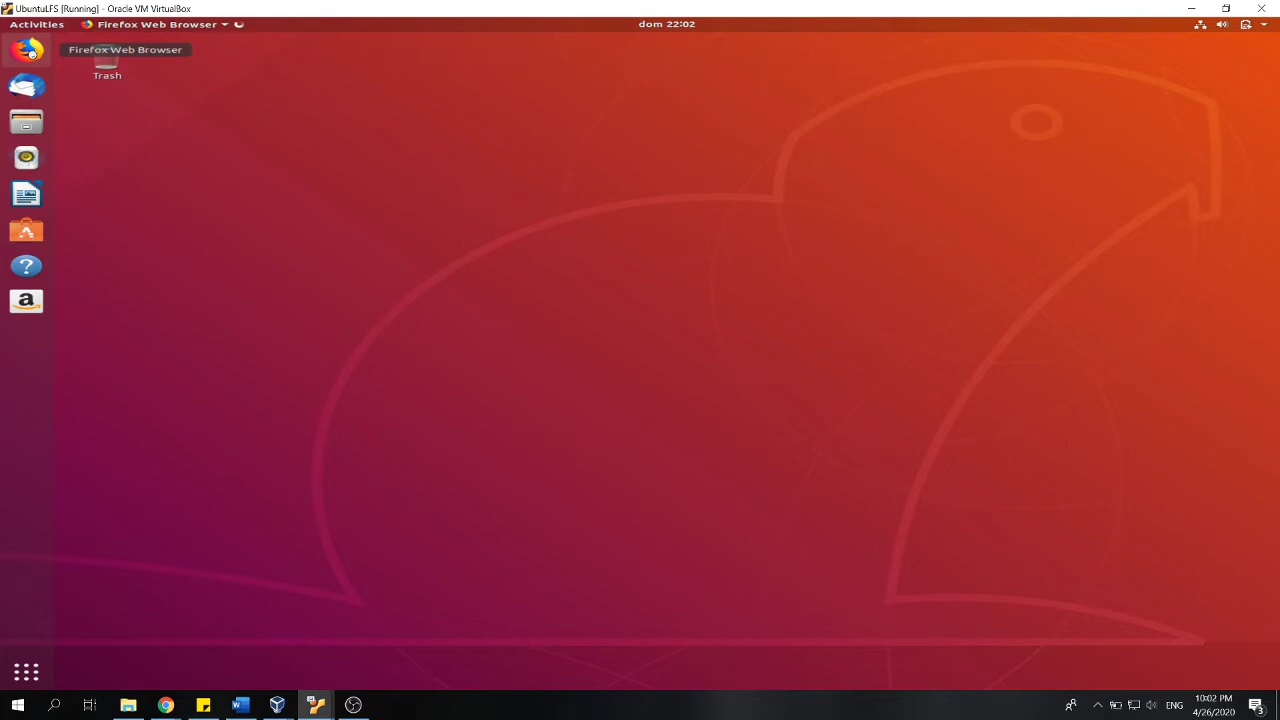 UbuntuLFS [Running] - Oracle VM VirtualBox
Activities
Firefox Web Browser
dom 22:02
Firefox Web Browser
Trash
ENG
10:02 PM
4/26/2020
3